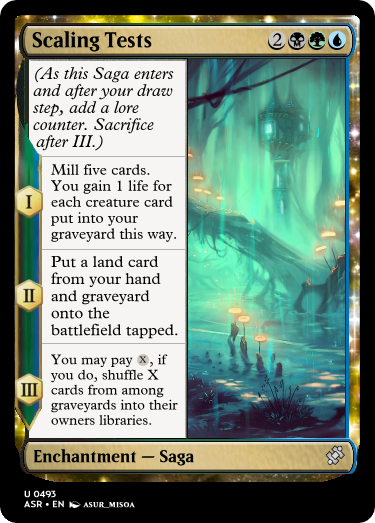 Scaling Tests
2
(As this Saga enters
and after your draw
step, add a lore
counter. Sacrifice
after III.)
I
Mill five cards.
You gain 1 life for
each creature card
put into your
graveyard this way.
II
Put a land card
from your hand
and graveyard
onto the
battlefield tapped.
III
You may pay X, if
you do, shuffle X
cards from among
graveyards into their
owners libraries.
Enchantment — Saga
U 0493
ASR • EN ASUR_MISOA